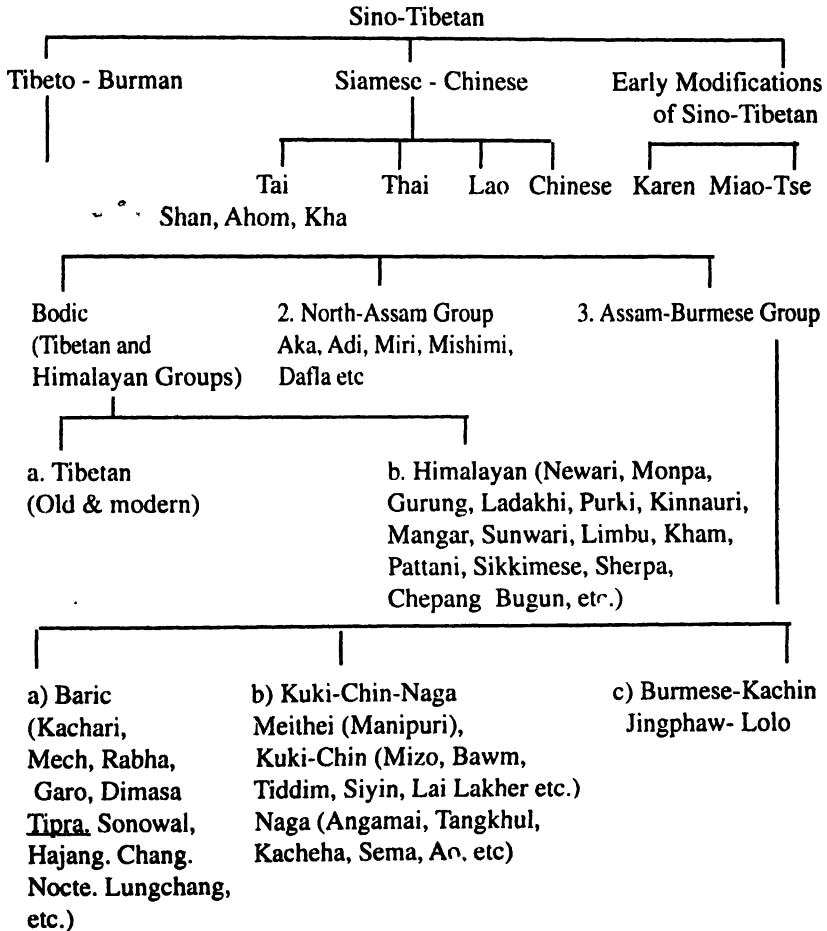 Sino-Tibetan
Tibeto - Burman Siamese - Chinese Early Modifications
of Sino-Tibetan
Tai Thai Lao Chinese Karen Miao-Tse
Shan, Ahom, Kha
Bodic 2. North-Assam Group 3. Assam-Burmese Group
(Tibetan and Aka, Adi, Miri, Mishimi,
Himalayan Groups) Dafla etc
a. Tibetan b. Himalayan (Newari, Monpa,
(Old & modern) Gurung, Ladakhi, Purki, Kinnauri,
Mangar, Sunwari, Limbu, Kham,
Pattani, Sikkimese, Sherpa,
Chepang Bugun, etc.)
a) Baric b) Kuki-Chin-Naga c) Burmese-Kachin
(Kachari, Meithei (Manipuri), Jingphaw- Lolo
Mech, Rabha, Kuki-Chin (Mizo, Bawm,
Garo, Dimasa Tiddim, Siyin, Lai Lakher etc.)
Tipra. Sonowal, Naga (Angamai, Tangkhul,
Hajang. Chang. Kacheha, Sema, Ao, etc)
Nocte. Lungchang,
etc.)